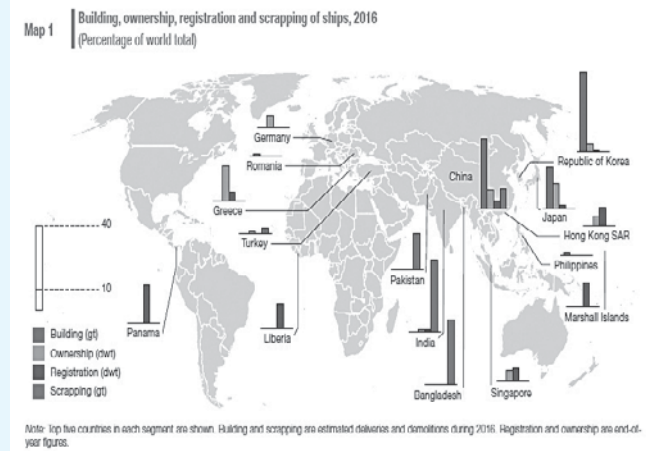 Map 1
Building, ownership, registration and scrapping of ships, 2016
(Percentage of world total)
Germany
Romania
Greece
Turkey
China
Republic of Korea
Japan
Hong Kong SAR
Philippines
Marshall Islands
Pakistan
India
Bangladesh
Singapore
Panama
Liberia
40
10
Building (gt)
Ownership (dwt)
Registration (dwt)
Scrapping (gt)
Note: Top five countries in each segment are shown. Building and scrapping are estimated deliveries and demolitions during 2016. Registration and ownership are end-of-
year figures.